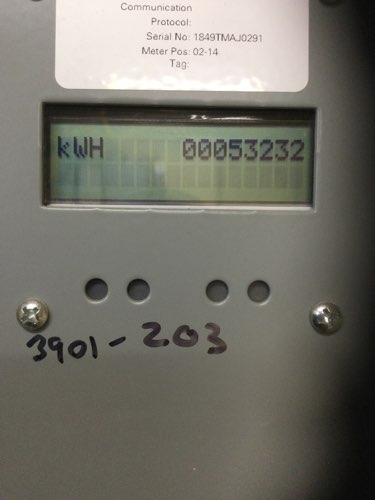 Communication
Protocol:
Serial No: 1849TMAJ0291
Meter Pos: 02-14
Tag:
kWH 00053232
3901-203